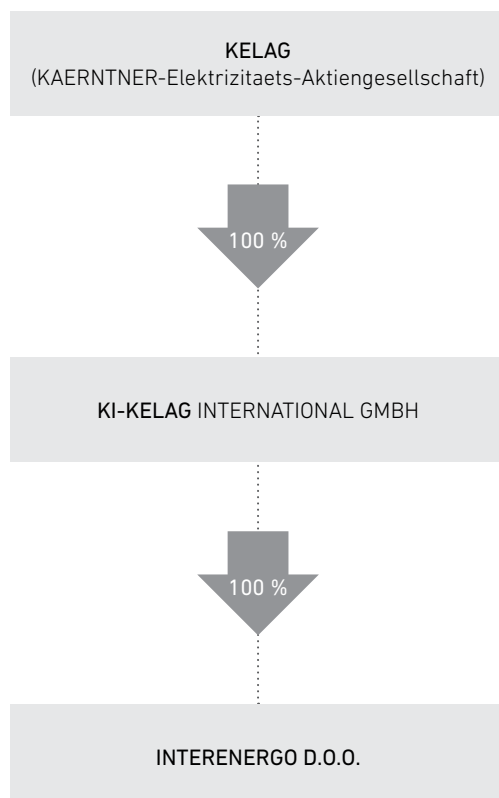 KELAG
(KAERNTNER-Elektrizitaets-Aktiengesellschaft)
100 %
KI-KELAG INTERNATIONAL GMBH
100 %
INTERENERGO D.O.O.